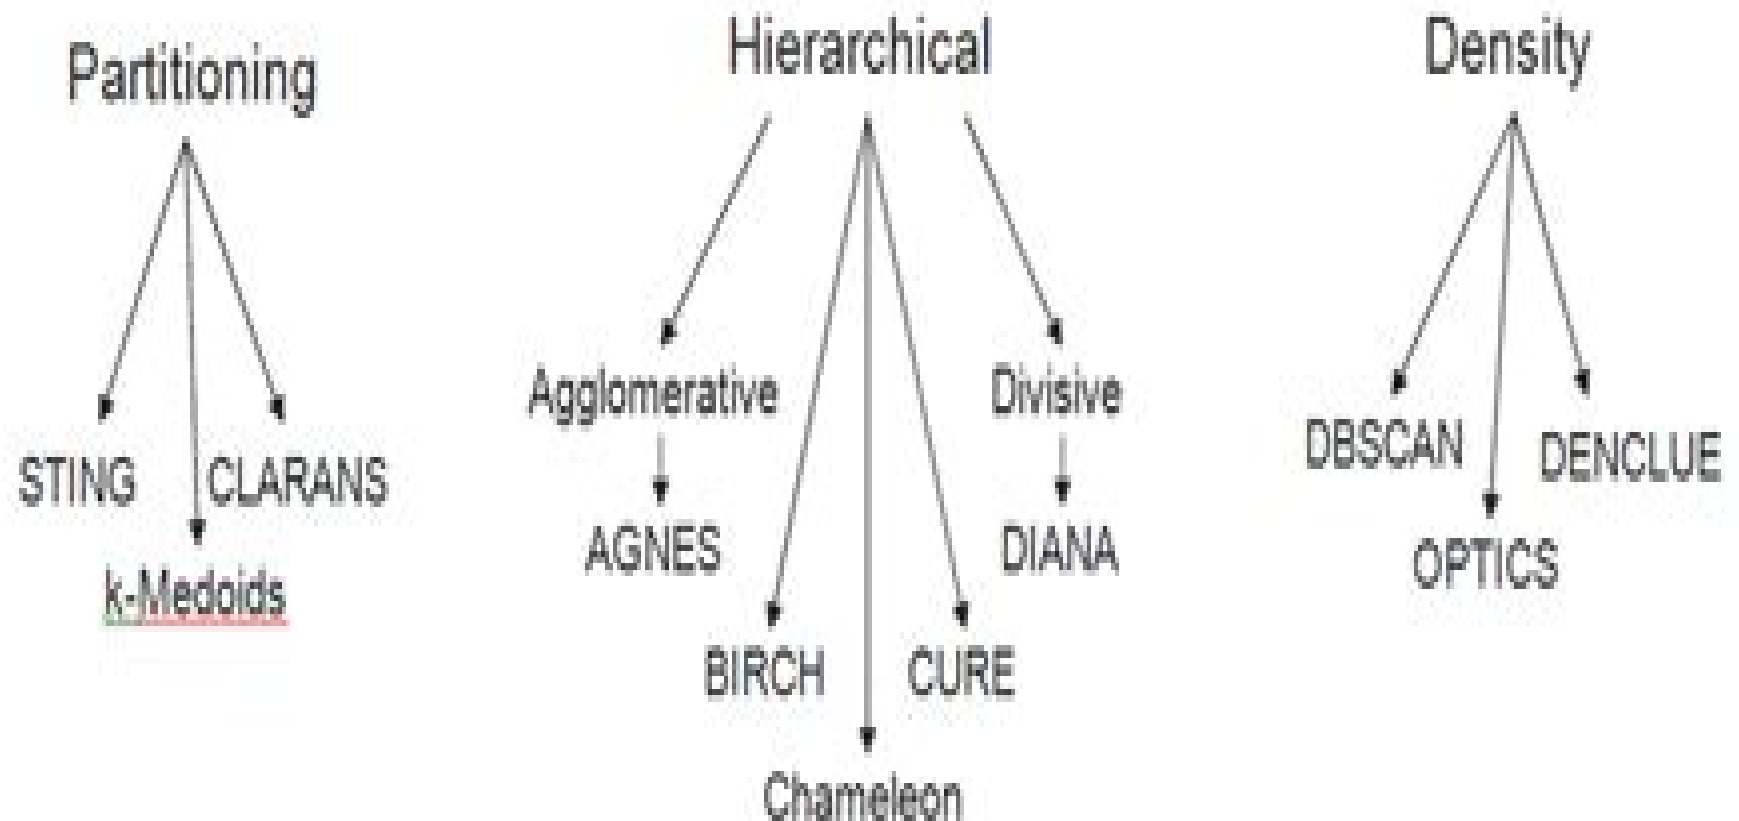 Partitioning
STING
CLARANS
k-Medoids
Hierarchical
Agglomerative
Divisive
AGNES
DIANA
BIRCH
CURE
Chameleon
Density
DBSCAN
DENCLUE
OPTICS